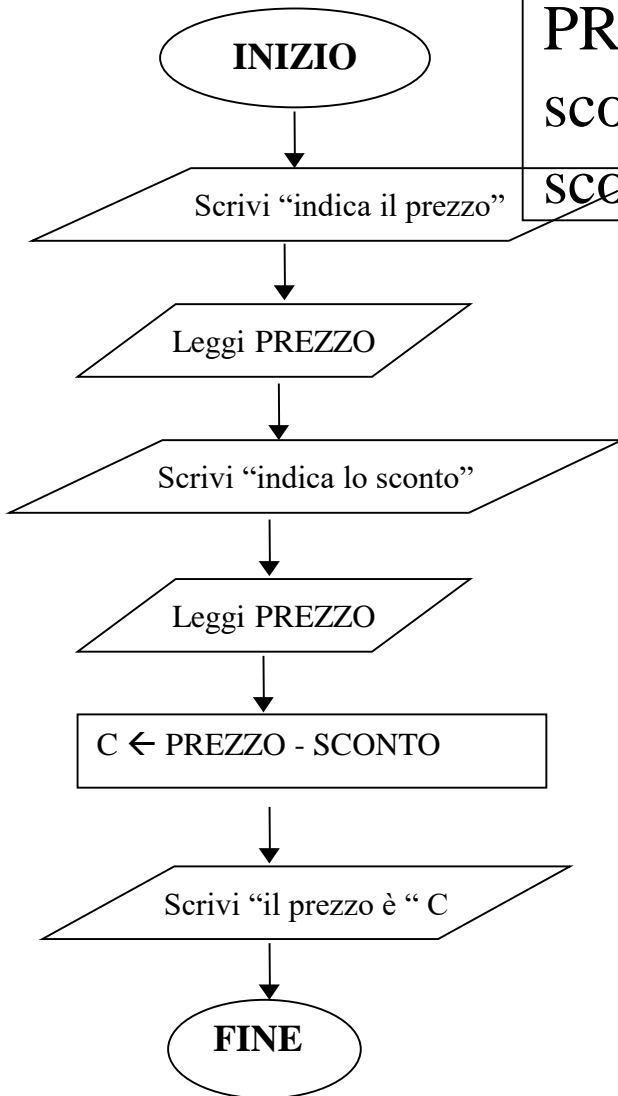 INIZIO
PR
sco
sco
Scrivi “indica il prezzo”
Leggi PREZZO
Scrivi “indica lo sconto”
Leggi PREZZO
C ← PREZZO - SCONTO
Scrivi “il prezzo è “ C
FINE